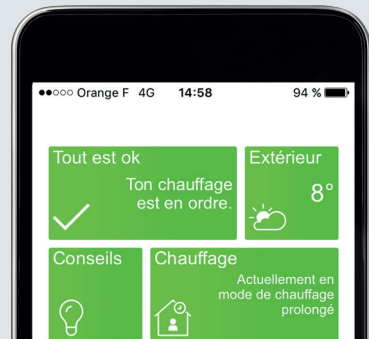 Orange F 4G 14:58 94 %
Tout est ok
Ton chauffage
est en ordre.
Extérieur
8°
Conseils
Chauffage
Actuellement en
mode de chauffage
prolongé